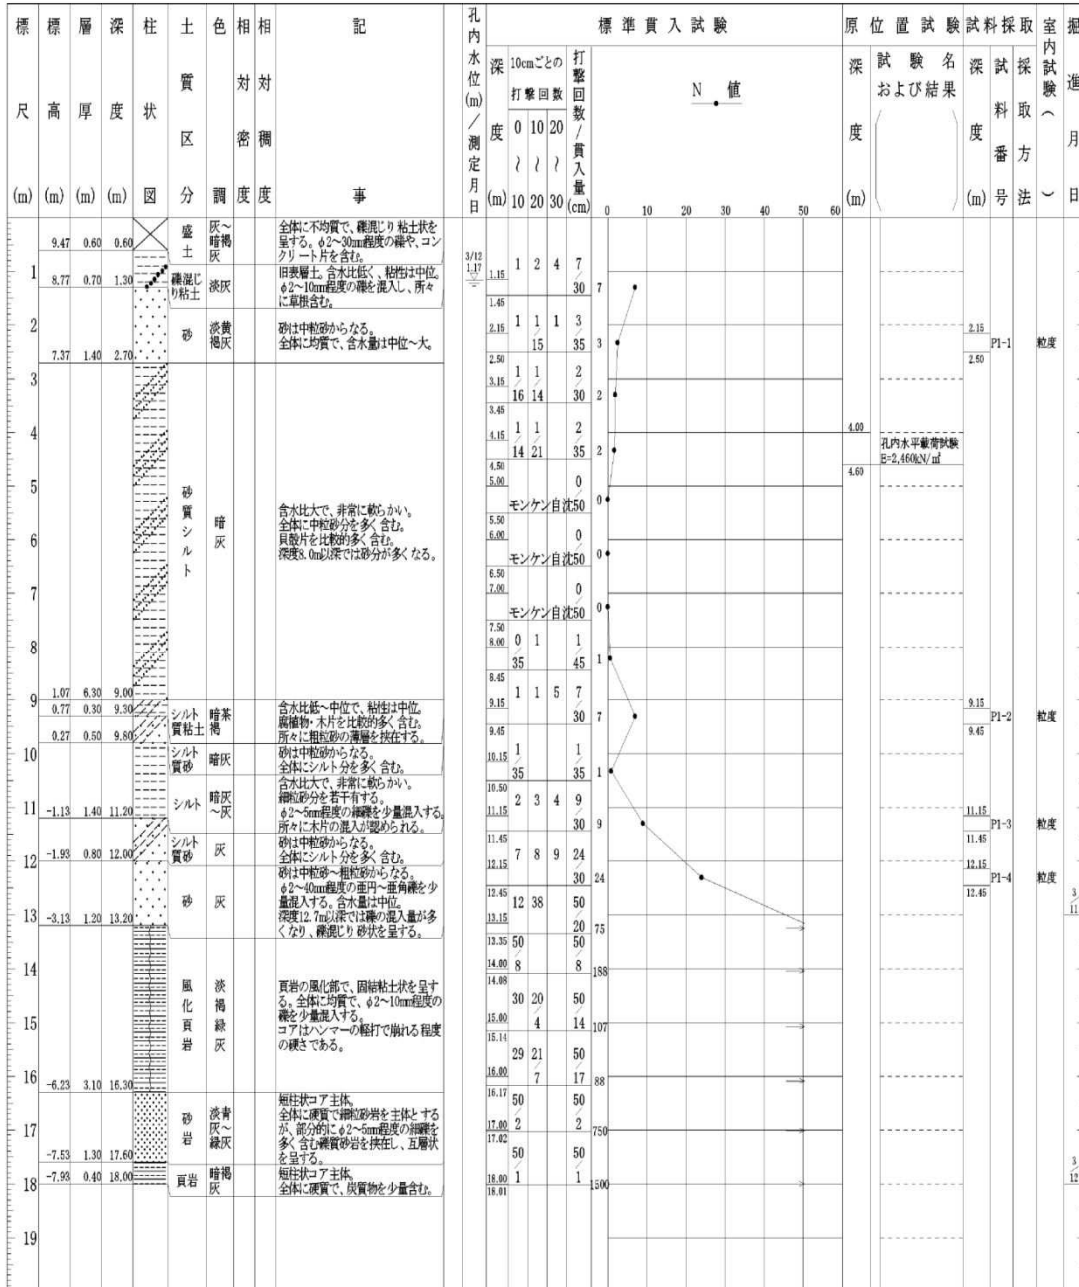 標尺(m)
標高(m)
層厚(m)
深度(m)
柱状図
土質区分
色調
相対密度
相対稠度
記事
孔内水位(m)/測定月日
標準貫入試験
深度(m)
10cmごとの
打撃回数
0 10 20
〜 〜 〜
10 20 30
打撃回数/貫入量(cm)
N 値
原位置試験
深度(m)
試験名
および結果
試料採取
深度(m)
試料番号
採取方法
室内試験( )
掘進月日
9.47 0.60 0.60
盛土
灰〜暗褐灰
全体に不均質で、礫混じり粘土状を
呈する。φ2〜30mm程度の礫や、コン
クリート片を含む。
8.77 0.70 1.30
礫混じり粘土
淡灰
旧表層土。含水比低く、粘性は中位。
φ2〜10mm程度の礫を混入し、所々
に草根含む。
7.37 1.40 2.70
砂
淡黄褐灰
砂は中粒砂からなる。
全体に均質で、含水量は中位〜大。
1.07 6.30 9.00
砂質シルト
暗灰
含水比大で、非常に軟らかい。
全体に中粒砂分を多く含む。
貝殻片を比較的多く含む。
深度8.0m以深では砂分が多くなる。
0.77 0.30 9.30
シルト質粘土
暗茶褐
含水比低〜中位で、粘性は中位。
腐植物・木片を比較的多く含む。
所々に粗粒砂の薄層を挟在する。
0.27 0.50 9.80
シルト質砂
暗灰
砂は中粒砂からなる。
全体にシルト分を多く含む。
-1.13 1.40 11.20
シルト
暗灰〜灰
含水比大で、非常に軟らかい。
細粒砂分を若干有する。
φ2〜5mm程度の細礫を少量混入する。
所々に木片の混入が認められる。
-1.93 0.80 12.00
シルト質砂
灰
砂は中粒砂からなる。
全体にシルト分を多く含む。
-3.13 1.20 13.20
砂
灰
砂は中粒砂〜粗粒砂からなる。
φ2〜40mm程度の亜円〜亜角礫を少
量混入する。含水量は中位。
深度12.7m以深では礫の混入量が多
くなり、礫混じり砂状を呈する。
-6.23 3.10 16.30
風化頁岩
淡褐緑灰
頁岩の風化部で、固結粘土状を呈す
る。全体に均質で、φ2〜10mm程度の
礫を少量混入する。
コアはハンマーの軽打で崩れる程度
の硬さである。
-7.53 1.30 17.60
砂岩
淡青灰〜緑灰
短柱状コア主体。
全体に硬質で細粒砂岩を主体とする
が、部分的にφ2〜5mm程度の細礫を
多く含む礫質砂岩を挟在し、互層状
を呈する。
-7.93 0.40 18.00
頁岩
暗褐灰
短柱状コア主体。
全体に硬質で、炭質物を少量含む。
1
2
3
4
5
6
7
8
9
10
11
12
13
14
15
16
17
18
19
3/12
1.17
1.15 1 2 4 7/30 7
1.45
2.15 1 1/15 1 3/35 3
2.50
3.15 1/16 1/14 2/30 2
3.45
4.15 1/14 1/21 2/35 2
4.50
5.00 モンケン自沈 0/50 0
5.50
6.00 モンケン自沈 0/50 0
6.50
7.00 モンケン自沈 0/50 0
7.50
8.00 0/35 1 1/45 1
8.45
9.15 1 1 5 7/30 7
9.45
10.15 1/35 1/35 1
10.50
11.15 2 3 4 9/30 9
11.45
12.15 7 8 9 24/30 24
12.45
13.15 12 38 50/20 75
13.35
14.00 50/8 50/8 188
14.08
15.00 30 20/4 50/14 107
15.14
16.00 29 21/7 50/17 88
16.17
17.00 50/2 50/2 750
17.02
18.00 50/1 50/1 1500
18.01
0 10 20 30 40 50 60
4.00
孔内水平載荷試験
E=2,460kN/㎡
4.60
2.15
P1-1 粒度
2.50
9.15
P1-2 粒度
9.45
11.15
P1-3 粒度
11.45
12.15
P1-4 粒度
12.45
3/11
3/12